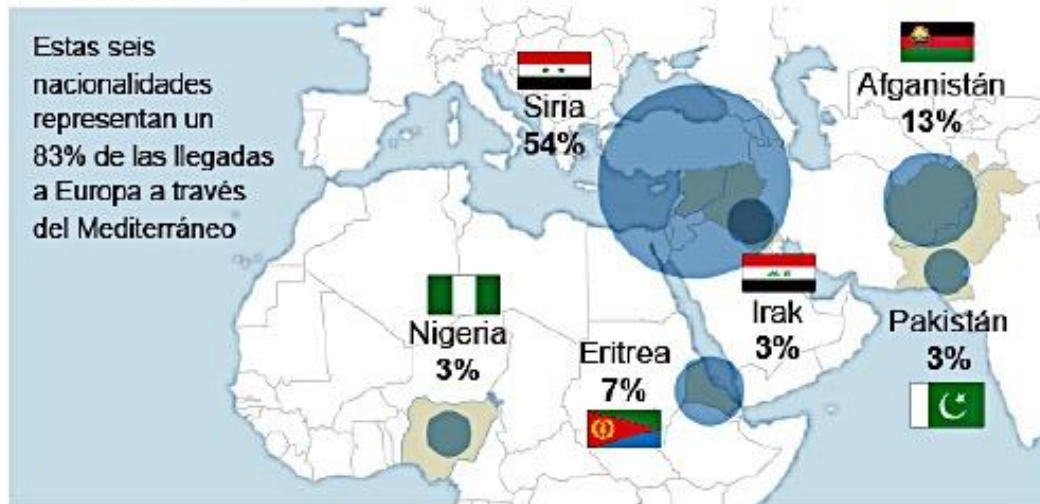 Estas seis
nacionalidades
representan un
83% de las llegadas
a Europa a través
del Mediterráneo
Siria
54%
Afganistán
13%
Nigeria
3%
Eritrea
7%
Irak
3%
Pakistán
3%